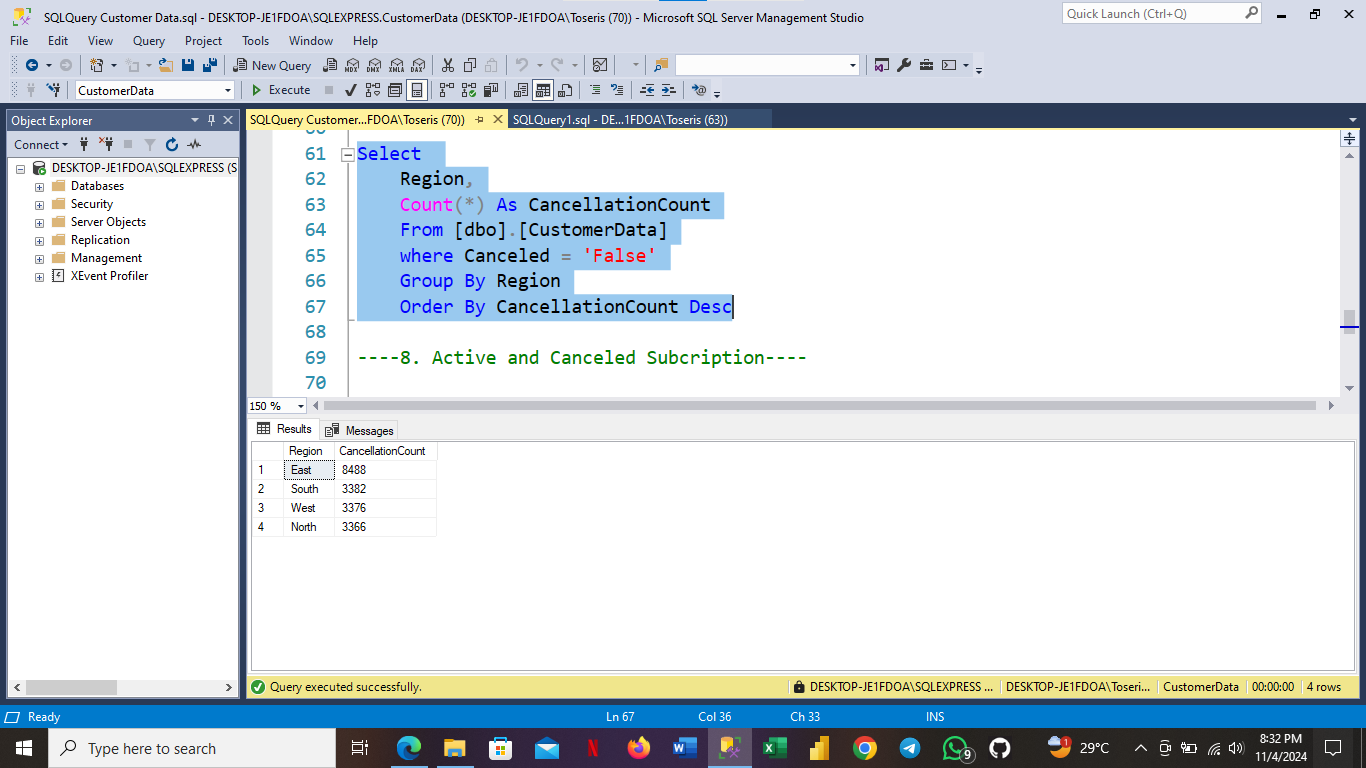 SQLQuery Customer Data.sql - DESKTOP-JE1FDOA\SQLEXPRESS.CustomerData (DESKTOP-JE1FDOA\Toseris (70)) - Microsoft SQL Server Management Studio
Quick Launch (Ctrl+Q)
File Edit View Query Project Tools Window Help
New Query MDX DMX XMLA DAX
CustomerData Execute
Object Explorer
SQLQuery Customer...FDOA\Toseris (70)) SQLQuery1.sql - DE...1FDOA\Toseris (63))
Connect
DESKTOP-JE1FDOA\SQLEXPRESS (S
Databases
Security
Server Objects
Replication
Management
XEvent Profiler
60
61 Select
62 Region,
63 Count(*) As CancellationCount
64 From [dbo].[CustomerData]
65 where Canceled = 'False'
66 Group By Region
67 Order By CancellationCount Desc
68
69 ----8. Active and Canceled Subcription----
70
150 %
Results Messages
Region CancellationCount
1 East 8488
2 South 3382
3 West 3376
4 North 3366
Query executed successfully. DESKTOP-JE1FDOA\SQLEXPRESS ... DESKTOP-JE1FDOA\Toseri... CustomerData 00:00:00 4 rows
Ready Ln 67 Col 36 Ch 33 INS
Type here to search
W
9
1
29°C
8:32 PM
11/4/2024